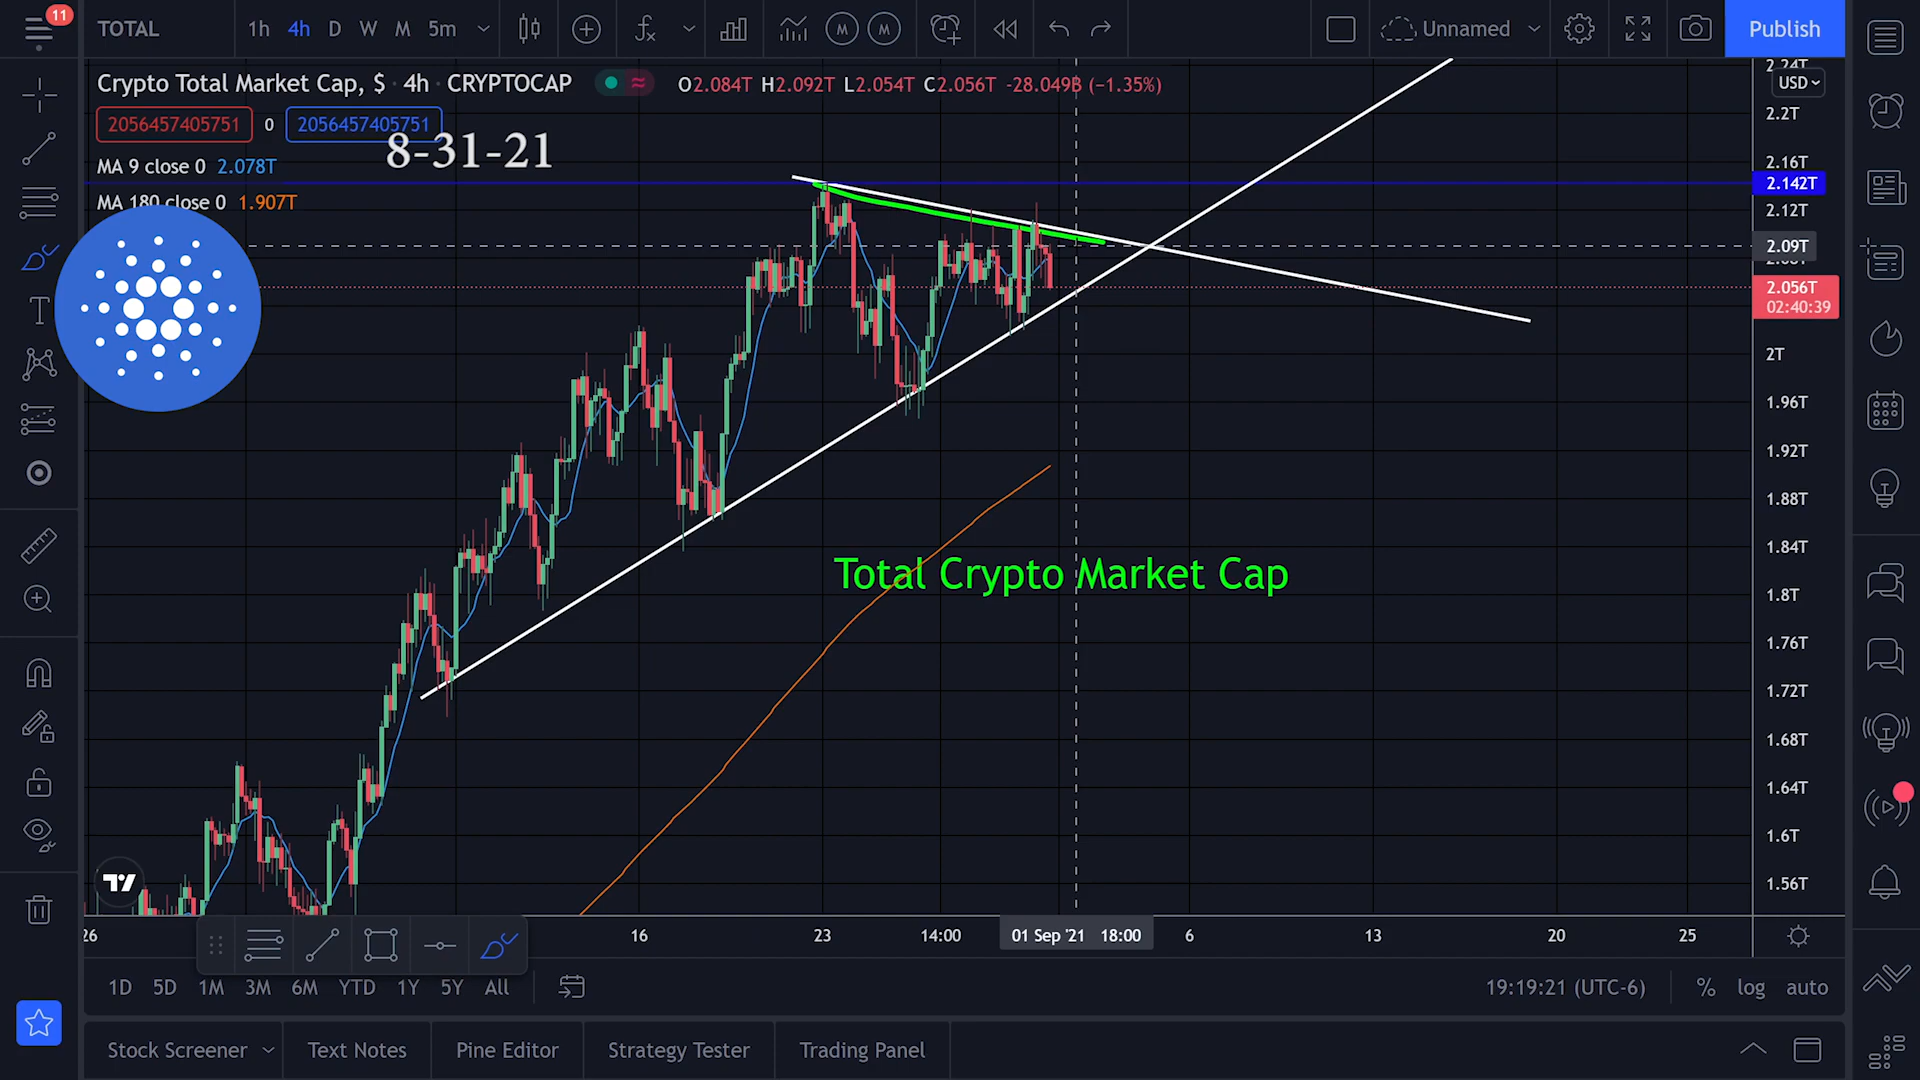 11
TOTAL
1h 4h D W M 5m
M M
Unnamed
Publish
Crypto Total Market Cap, $ · 4h · CRYPTOCAP
O2.084T H2.092T L2.054T C2.056T -28.049B (−1.35%)
2056457405751 0 2056457405751
8-31-21
MA 9 close 0 2.078T
MA 180 close 0 1.907T
USD
2.24T
2.2T
2.16T
2.142T
2.12T
2.09T
2.056T
02:40:39
2T
1.96T
1.92T
1.88T
1.84T
1.8T
1.76T
1.72T
1.68T
1.64T
1.6T
1.56T
Total Crypto Market Cap
26 16 23 14:00 01 Sep '21 18:00 6 13 20 25
1D 5D 1M 3M 6M YTD 1Y 5Y All
19:19:21 (UTC-6) % log auto
Stock Screener Text Notes Pine Editor Strategy Tester Trading Panel